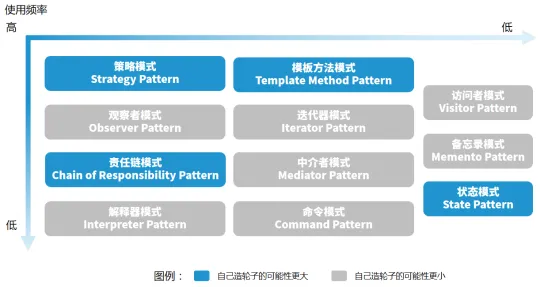 使用频率
高
低
策略模式
Strategy Pattern
模板方法模式
Template Method Pattern
访问者模式
Visitor Pattern
观察者模式
Observer Pattern
迭代器模式
Iterator Pattern
备忘录模式
Memento Pattern
责任链模式
Chain of Responsibility Pattern
中介者模式
Mediator Pattern
状态模式
State Pattern
解释器模式
Interpreter Pattern
命令模式
Command Pattern
低
图例：
自己造轮子的可能性更大
自己造轮子的可能性更小